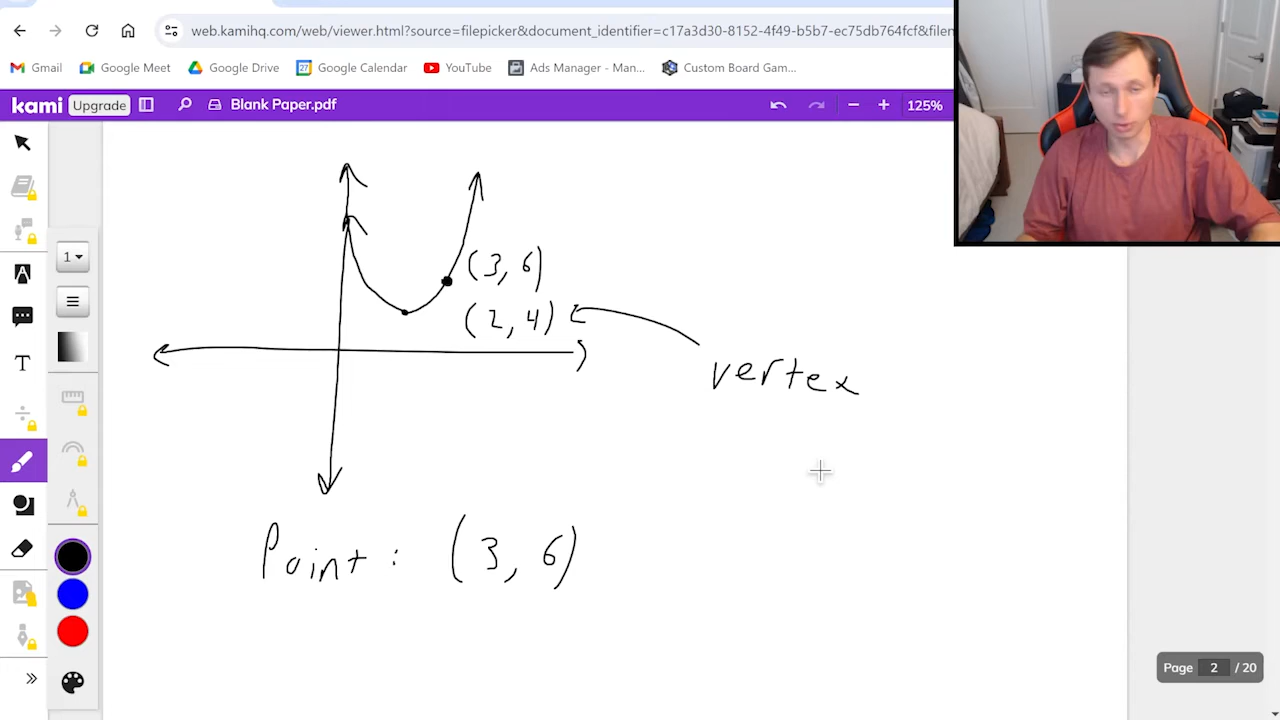 web.kamihq.com/web/viewer.html?source=filepicker&document_identifier=c17a3d30-8152-4f49-b5b7-ec75db764fcf&filen
Gmail Google Meet Google Drive 27 Google Calendar YouTube Ads Manager - Man... Custom Board Gam...
kami Upgrade Blank Paper.pdf 125%
1
(3, 6)
(2, 4)
vertex
T
Point: (3, 6)
Page 2 / 20